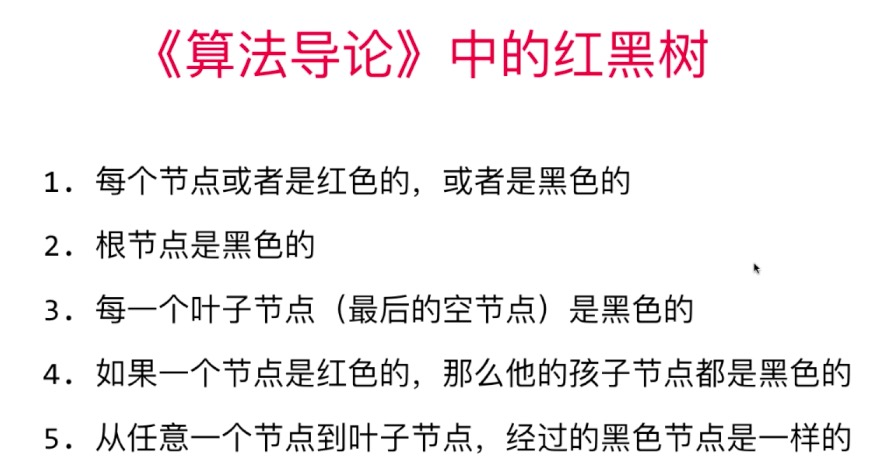 《算法导论》中的红黑树
1. 每个节点或者是红色的，或者是黑色的
2. 根节点是黑色的
3. 每一个叶子节点（最后的空节点）是黑色的
4. 如果一个节点是红色的，那么他的孩子节点都是黑色的
5. 从任意一个节点到叶子节点，经过的黑色节点是一样的